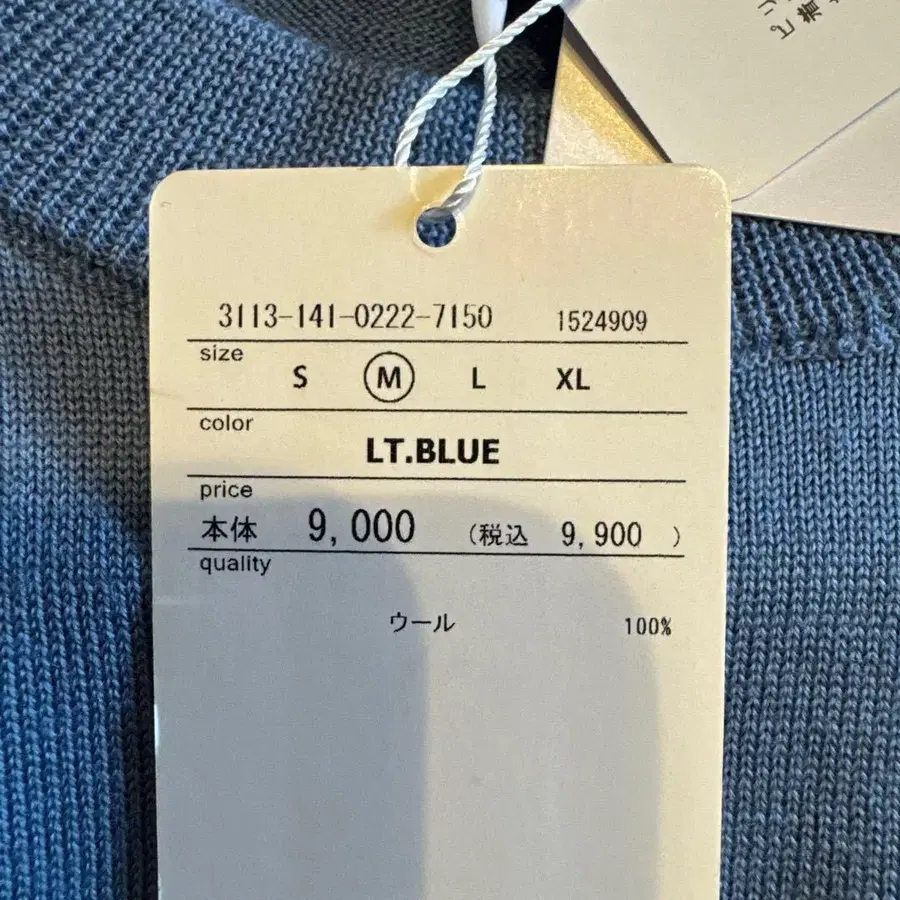 3113-141-0222-7150 1524909
size
S M L XL
color
LT.BLUE
price
本体 9,000 (税込 9,900 )
quality
ウール 100%